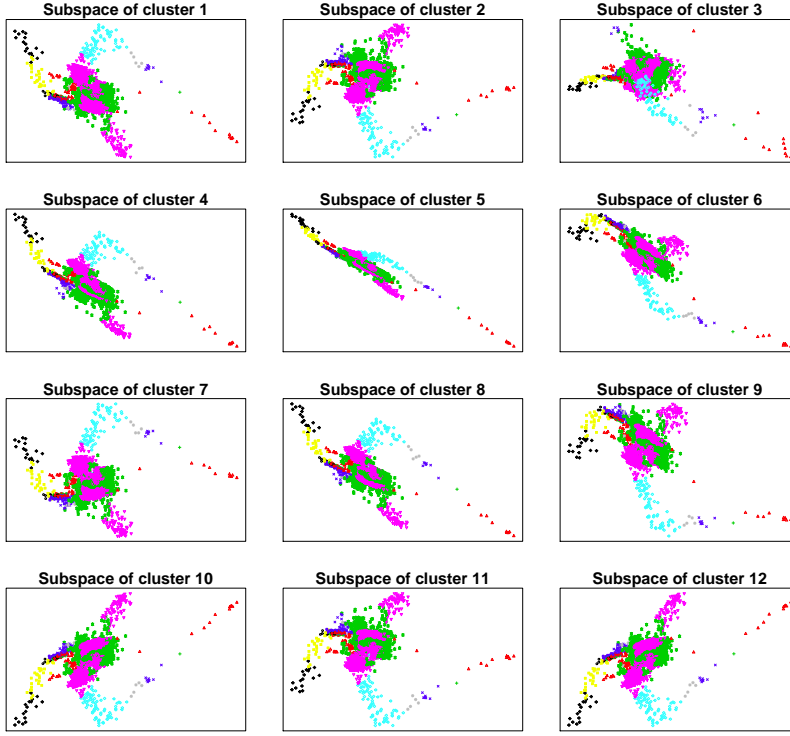 Subspace of cluster 1
Subspace of cluster 2
Subspace of cluster 3
Subspace of cluster 4
Subspace of cluster 5
Subspace of cluster 6
Subspace of cluster 7
Subspace of cluster 8
Subspace of cluster 9
Subspace of cluster 10
Subspace of cluster 11
Subspace of cluster 12